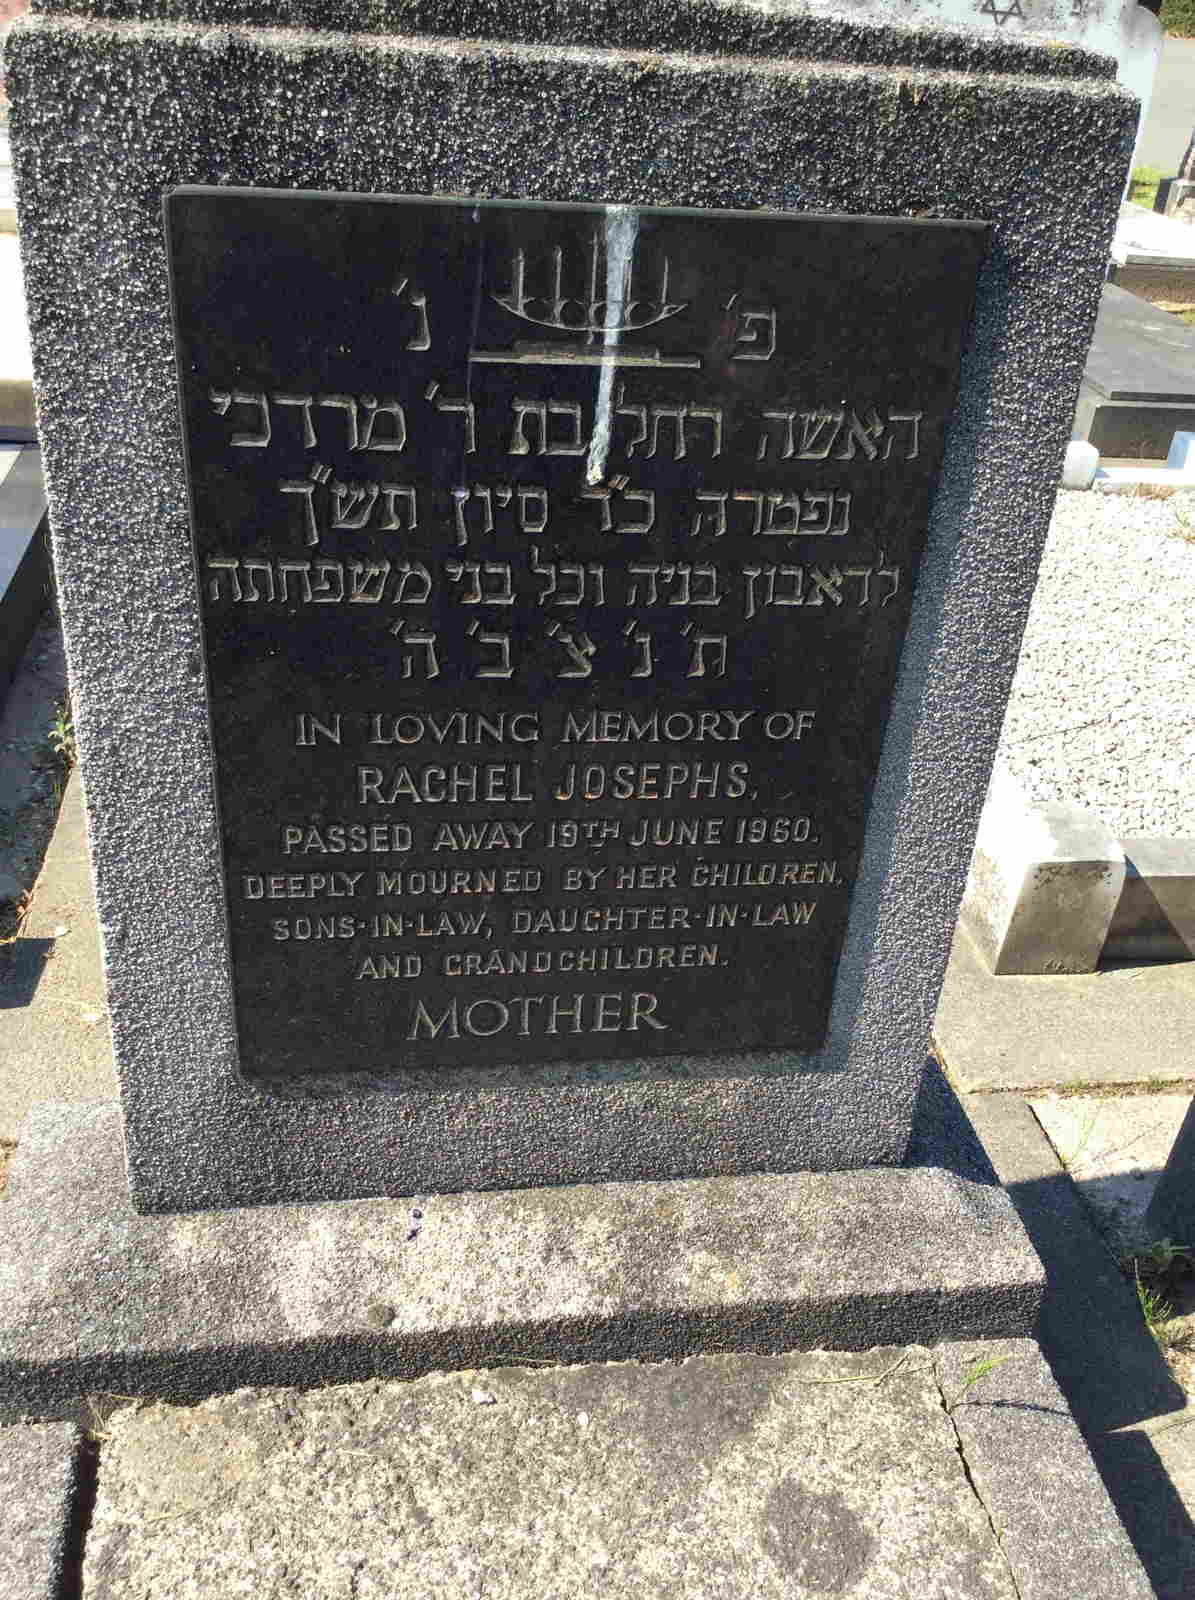 פ׳ נ׳
האשה רחל בת ר׳ מרדכי
נפטרה כ״ד סיון תש״ך
לדאבון בניה וכל בני משפחתה
ת׳ נ׳ צ׳ ב׳ ה׳
IN LOVING MEMORY OF
RACHEL JOSEPHS,
PASSED AWAY 19TH JUNE 1960.
DEEPLY MOURNED BY HER CHILDREN,
SONS-IN-LAW, DAUGHTER-IN-LAW
AND GRANDCHILDREN.
MOTHER